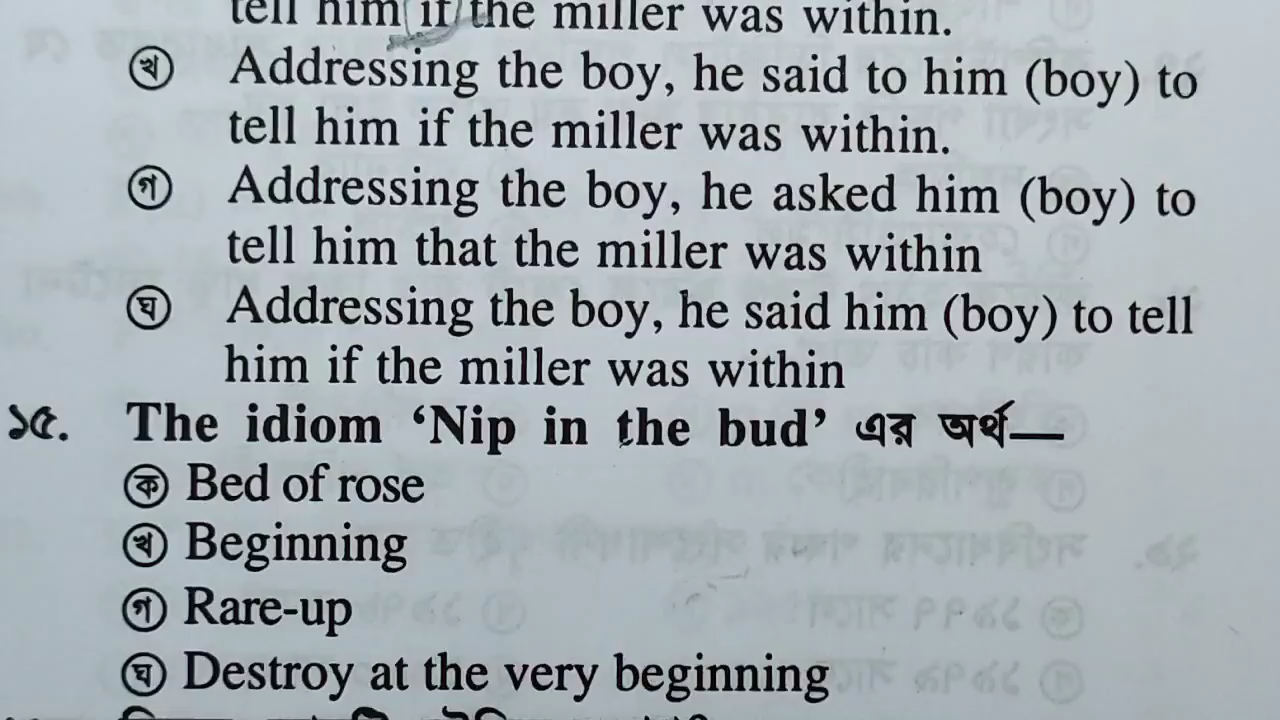 tell him if the miller was within.
খ Addressing the boy, he said to him (boy) to
tell him if the miller was within.
গ Addressing the boy, he asked him (boy) to
tell him that the miller was within
ঘ Addressing the boy, he said him (boy) to tell
him if the miller was within
১৫. The idiom ‘Nip in the bud’ এর অর্থ—
ক Bed of rose
খ Beginning
গ Rare-up
ঘ Destroy at the very beginning